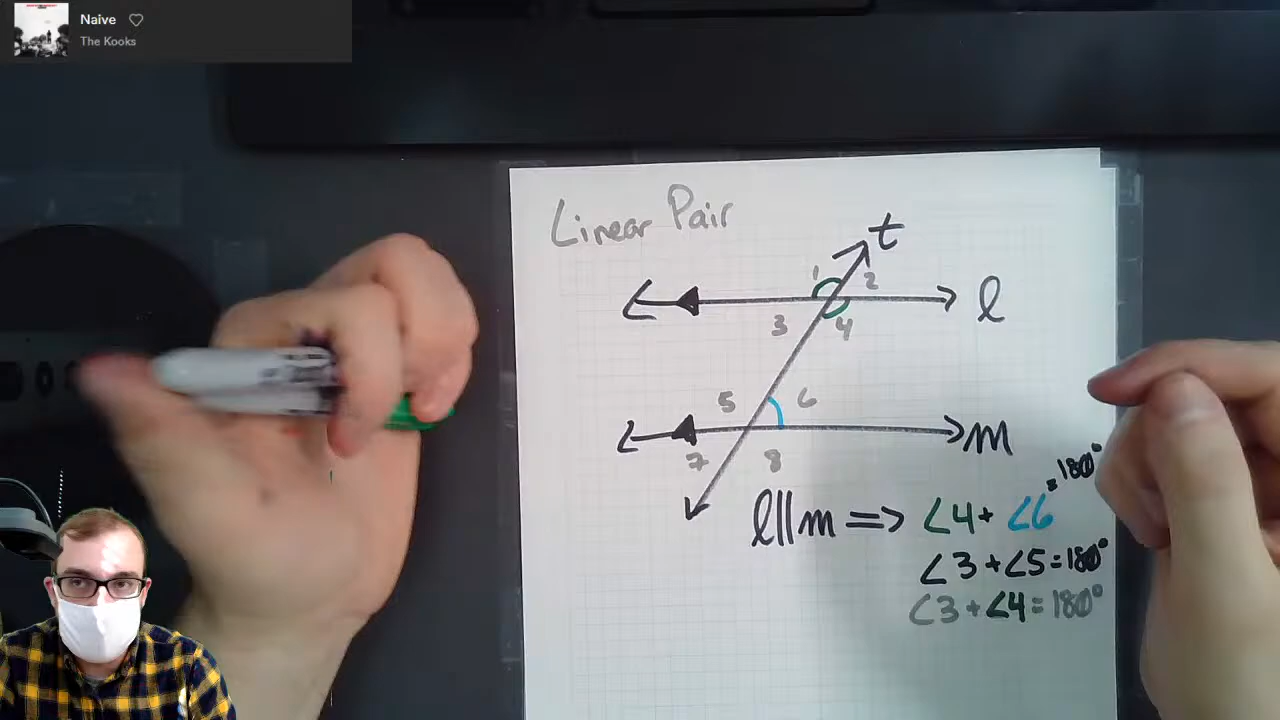 Naive
The Kooks
Linear Pair
t
1 2
l
3 4
5 6
m
7 8
l||m => ∠4+ ∠6 = 180°
∠3+∠5=180°
∠3+∠4=180°